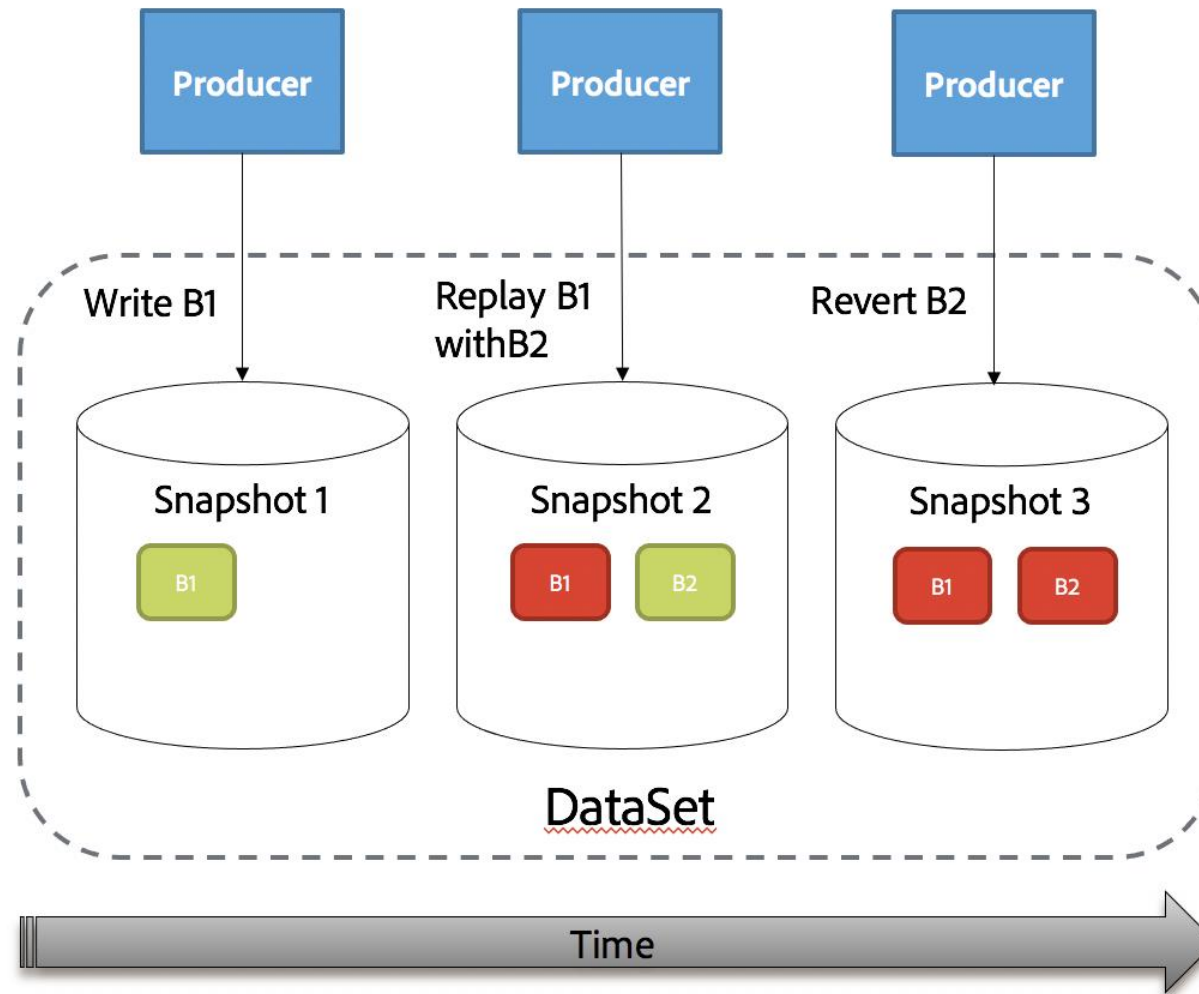 Producer
Producer
Producer
Write B1
Replay B1
withB2
Revert B2
Snapshot 1
Snapshot 2
Snapshot 3
B1
B1
B2
B1
B2
DataSet
Time